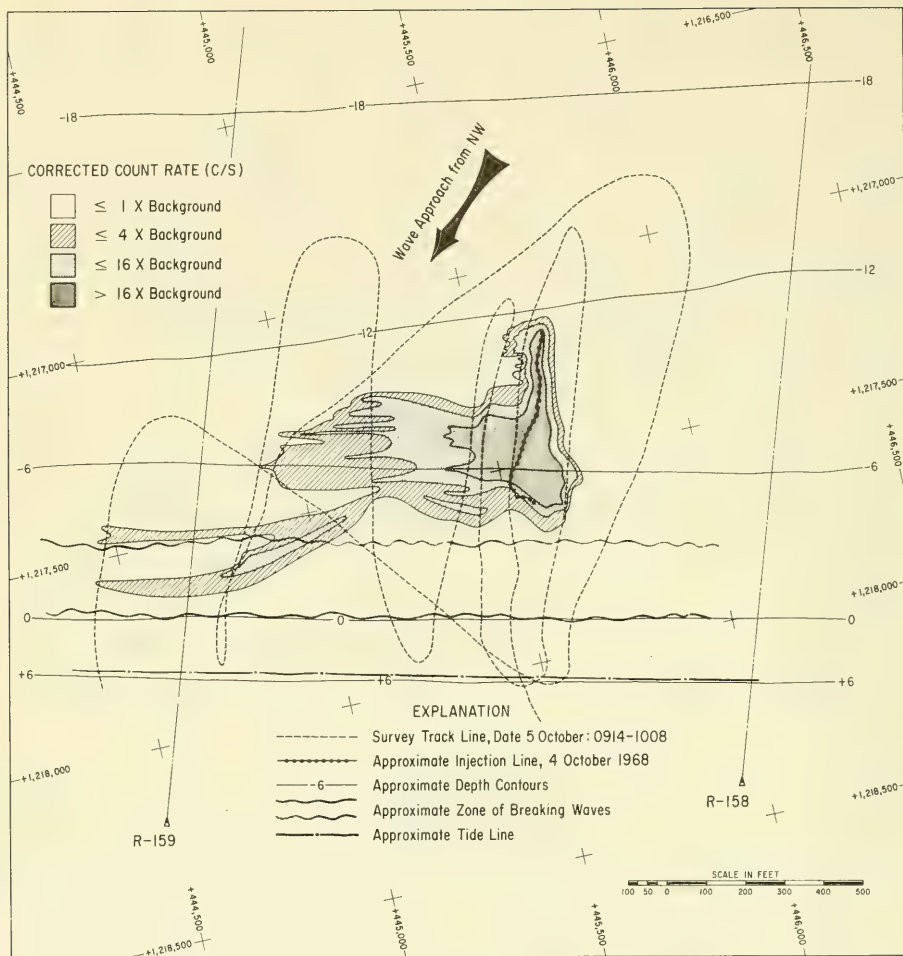 +444,500
+445,000
+445,500
+446,000
+1,216,500
+446,500
-18
-18
-18
CORRECTED COUNT RATE (C/S)
≤ 1 X Background
≤ 4 X Background
≤ 16 X Background
> 16 X Background
Wave Approach from NW
+1,217,000
-12
-12
+1,217,000
+1,217,500
+446,500
-6
-6
+1,217,500
+1,218,000
0
0
0
+6
+6
+6
EXPLANATION
Survey Track Line, Date 5 October: 0914-1008
Approximate Injection Line, 4 October 1968
-6 Approximate Depth Contours
Approximate Zone of Breaking Waves
Approximate Tide Line
+1,218,000
R-159
R-158
+1,218,500
SCALE IN FEET
100 50 0 100 200 300 400 500
+1,218,500
+444,500
+445,000
+445,500
+446,000